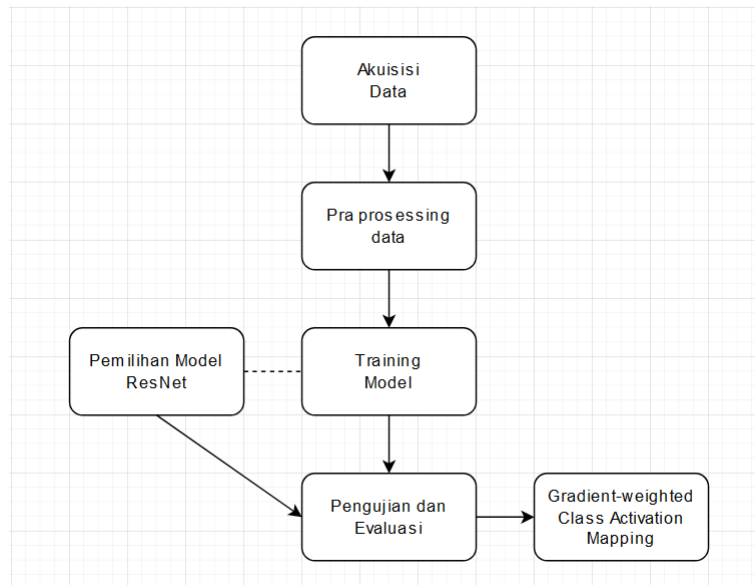 Akuisisi
Data
Pra prosessing
data
Pemilihan Model
ResNet
Training
Model
Pengujian dan
Evaluasi
Gradient-weighted
Class Activation
Mapping